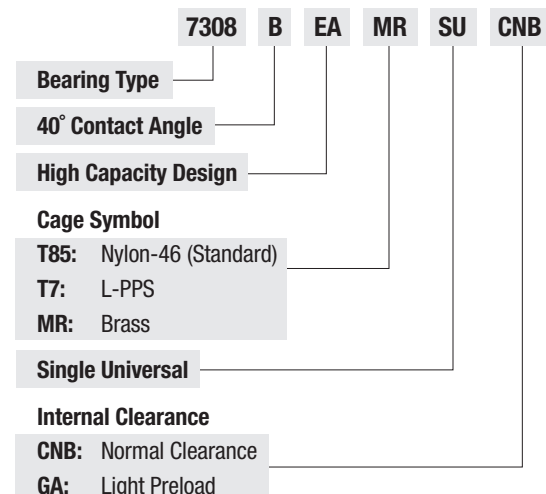 7308 B EA MR SU CNB
Bearing Type
40˚ Contact Angle
High Capacity Design
Cage Symbol
T85: Nylon-46 (Standard)
T7: L-PPS
MR: Brass
Single Universal
Internal Clearance
CNB: Normal Clearance
GA: Light Preload